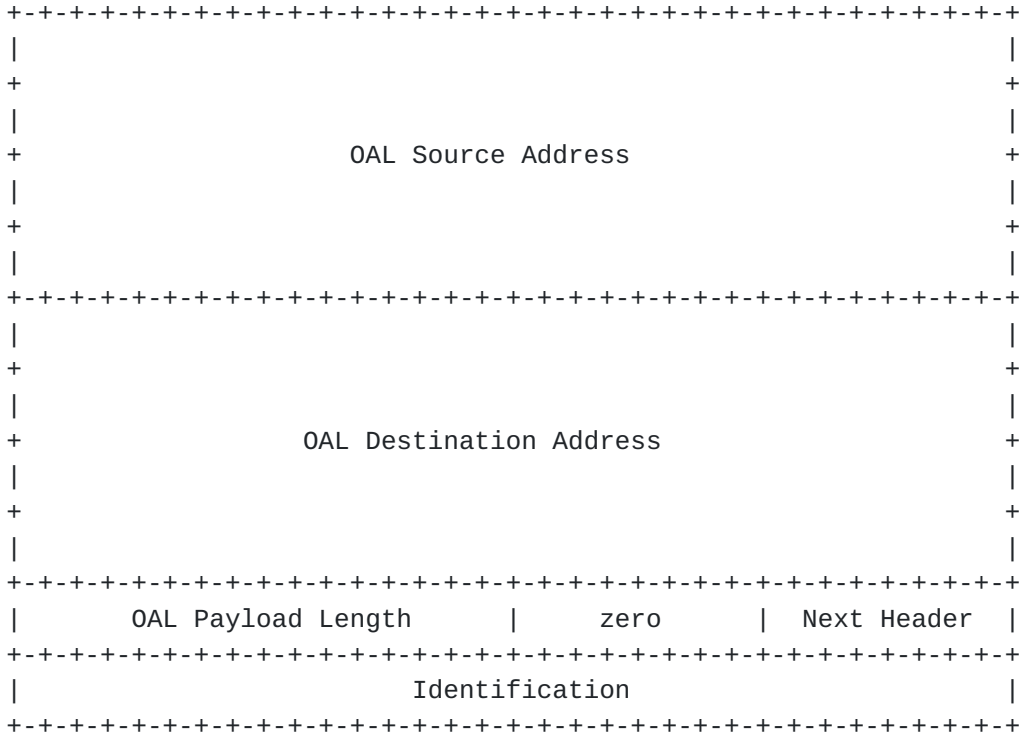 OAL Source Address
OAL Destination Address
OAL Payload Length | zero | Next Header
Identification